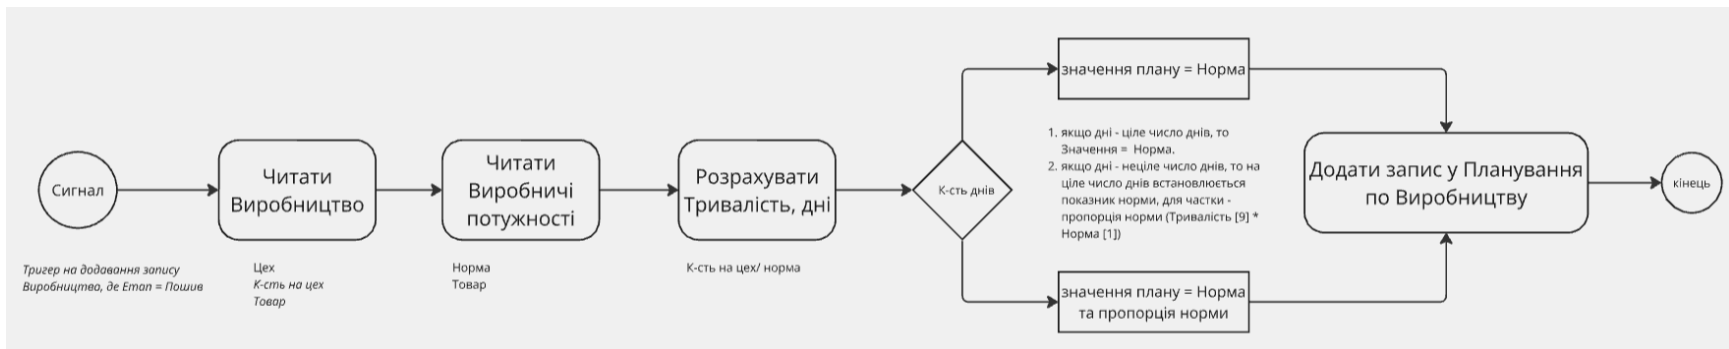 Сигнал
Тригер на додавання запису
Виробництво, де Етап = Пошив
Читати
Виробництво
Цех
К-сть на цех
Товар
Читати
Виробничі
потужності
Норма
Товар
Розрахувати
Тривалість, дні
К-сть на цех/ норма
К-сть днів
значення плану = Норма
1. якщо дні - ціле число днів, то
Значення =  Норма.
2. якщо дні - неціле число днів, то на
ціле число днів встановлюється
показник норми, для частки -
пропорція норми (Тривалість [9] *
Норма [1])
значення плану = Норма
та пропорція норми
Додати запис у Планування
по Виробництву
кінець